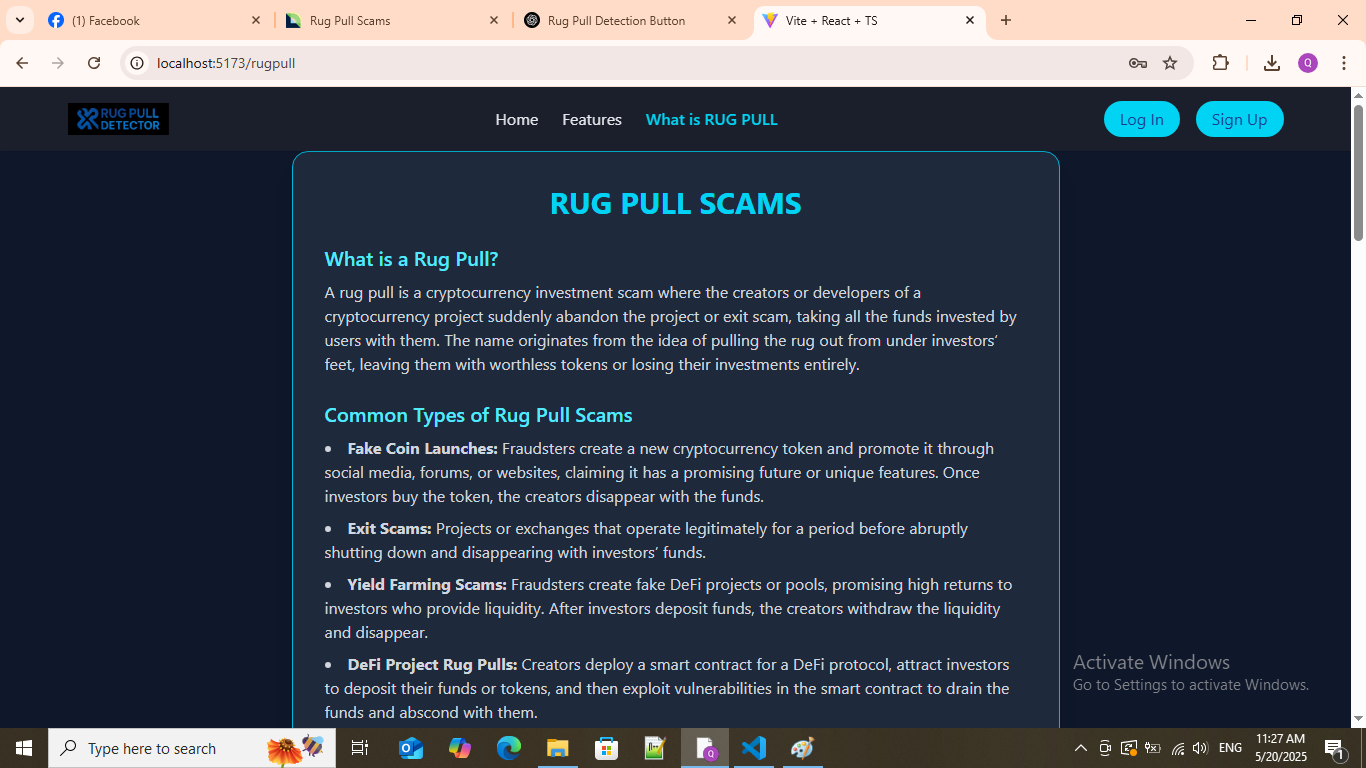 (1) Facebook
Rug Pull Scams
Rug Pull Detection Button
Vite + React + TS
localhost:5173/rugpull
Q
RUG PULL
DETECTOR
Home
Features
What is RUG PULL
Log In
Sign Up
RUG PULL SCAMS
What is a Rug Pull?
A rug pull is a cryptocurrency investment scam where the creators or developers of a
cryptocurrency project suddenly abandon the project or exit scam, taking all the funds invested by
users with them. The name originates from the idea of pulling the rug out from under investors’
feet, leaving them with worthless tokens or losing their investments entirely.
Common Types of Rug Pull Scams
• Fake Coin Launches: Fraudsters create a new cryptocurrency token and promote it through
social media, forums, or websites, claiming it has a promising future or unique features. Once
investors buy the token, the creators disappear with the funds.
• Exit Scams: Projects or exchanges that operate legitimately for a period before abruptly
shutting down and disappearing with investors’ funds.
• Yield Farming Scams: Fraudsters create fake DeFi projects or pools, promising high returns to
investors who provide liquidity. After investors deposit funds, the creators withdraw the liquidity
and disappear.
• DeFi Project Rug Pulls: Creators deploy a smart contract for a DeFi protocol, attract investors
to deposit their funds or tokens, and then exploit vulnerabilities in the smart contract to drain the
funds and abscond with them.
Activate Windows
Go to Settings to activate Windows.
Type here to search
Q
ENG
11:27 AM
5/20/2025
1